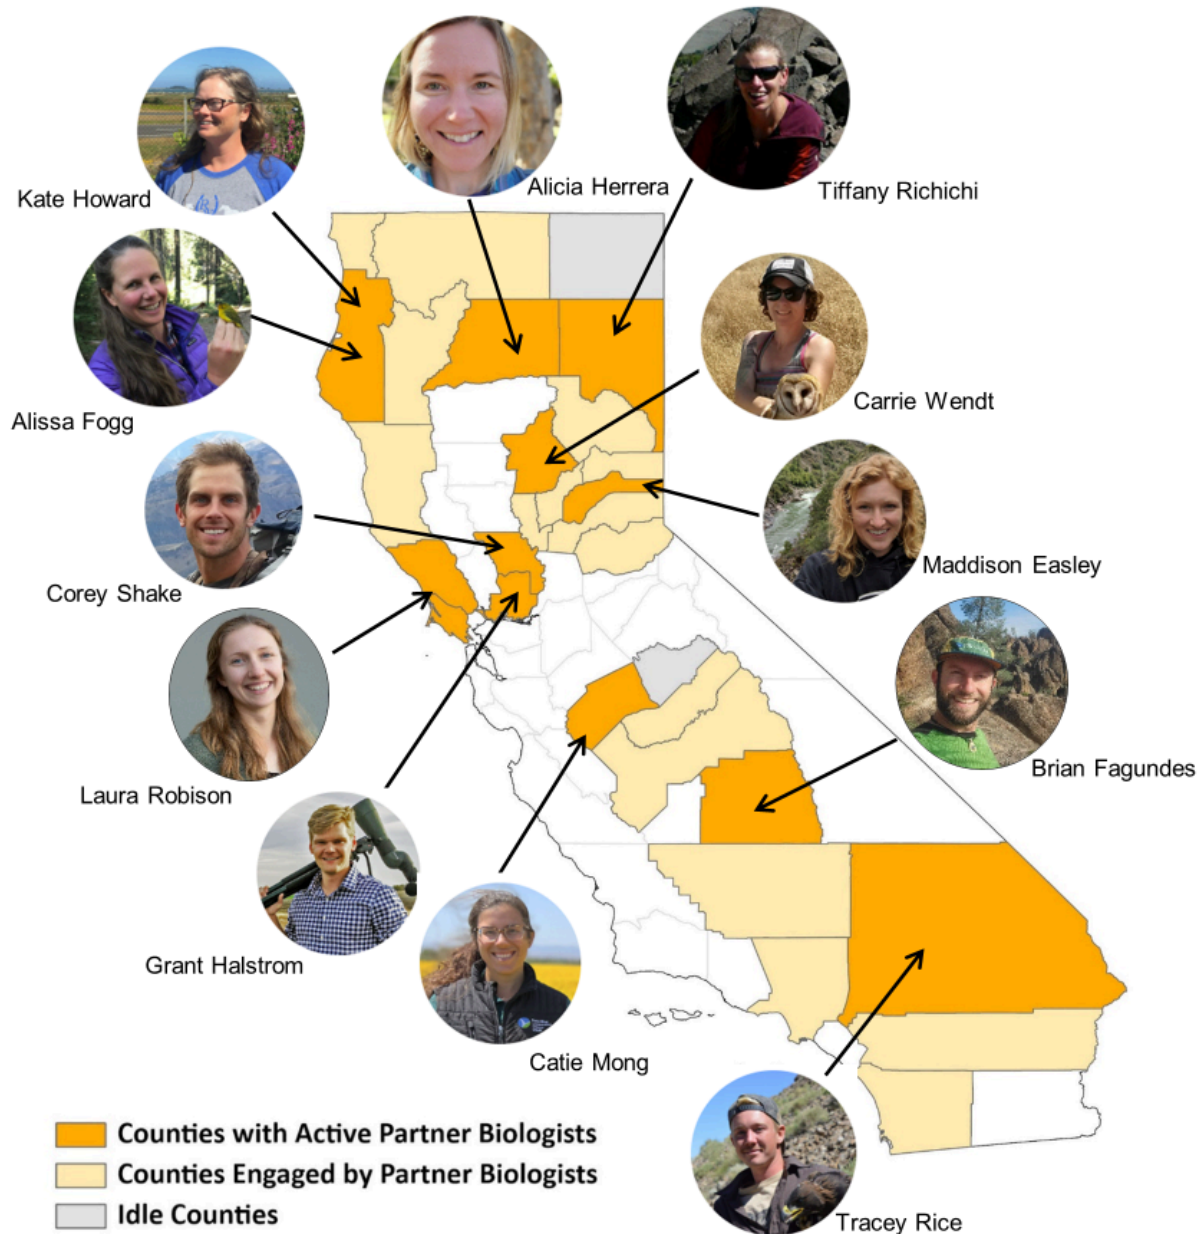 Alicia Herrera
Tiffany Richichi
Kate Howard
Carrie Wendt
Alissa Fogg
Maddison Easley
Corey Shake
Brian Fagundes
Laura Robison
Grant Halstrom
Catie Mong
Counties with Active Partner Biologists
Counties Engaged by Partner Biologists
Idle Counties
Tracey Rice